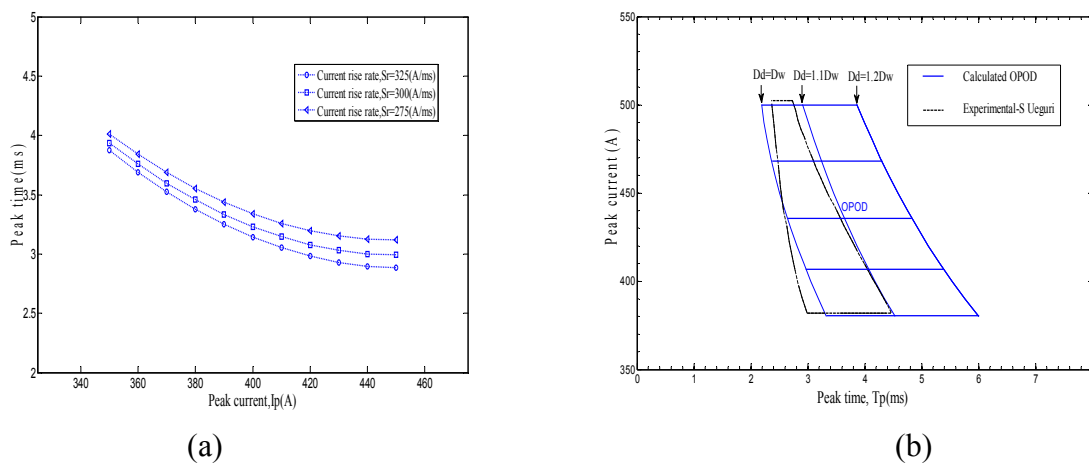 5
4.5
4
3.5
3
2.5
2
Peak time(ms)
340 360 380 400 420 440 460
Peak current,Ip(A)
Current rise rate,Sr=325(A/ms)
Current rise rate,Sr=300(A/ms)
Current rise rate,Sr=275(A/ms)
(a)
550
500
450
400
350
Peak current(A)
0 1 2 3 4 5 6 7
Peak time, Tp(ms)
Dd=Dw Dd=1.1Dw Dd=1.2Dw
Calculated OPOD
Experimental-S Ueguri
OPOD
(b)